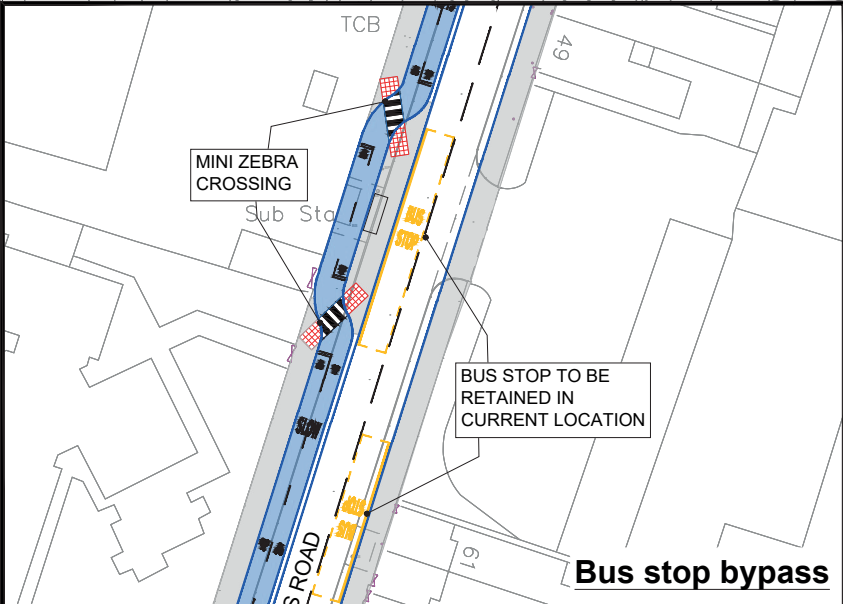 TCB
49
MINI ZEBRA
CROSSING
Sub Sta
BUS
STOP
BUS STOP TO BE
RETAINED IN
CURRENT LOCATION
BUS
STOP
S ROAD
61
Bus stop bypass